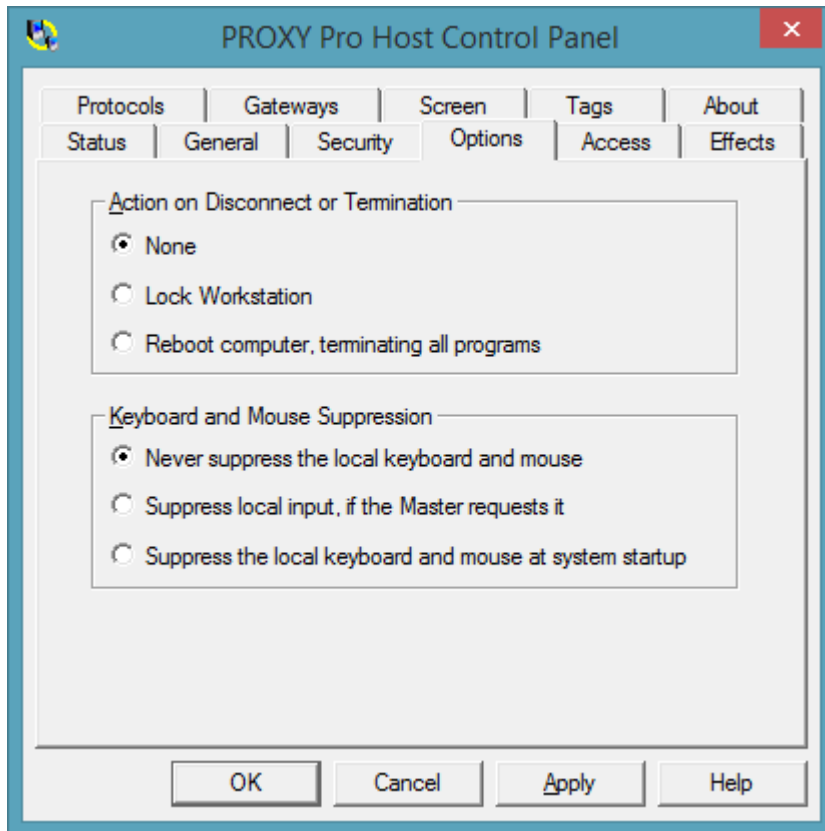 PROXY Pro Host Control Panel
Protocols Gateways Screen Tags About
Status General Security Options Access Effects
Action on Disconnect or Termination
None
Lock Workstation
Reboot computer, terminating all programs
Keyboard and Mouse Suppression
Never suppress the local keyboard and mouse
Suppress local input, if the Master requests it
Suppress the local keyboard and mouse at system startup
OK Cancel Apply Help